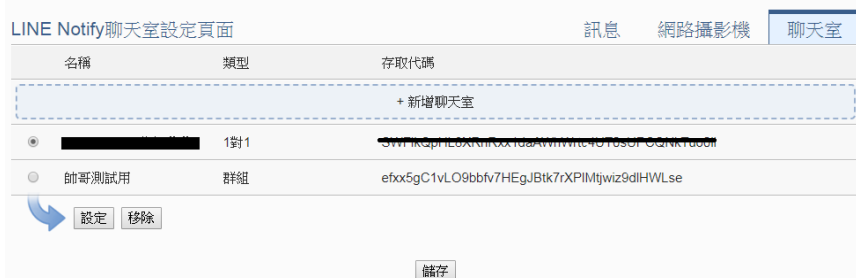 LINE Notify聊天室設定頁面 訊息 網路攝影機 聊天室
名稱 類型 存取代碼
+ 新增聊天室
1對1
帥哥測試用 群組 efxx5gC1vLO9bbfv7HEgJBtk7rXPIMtjwiz9dIHWLse
設定 移除
儲存